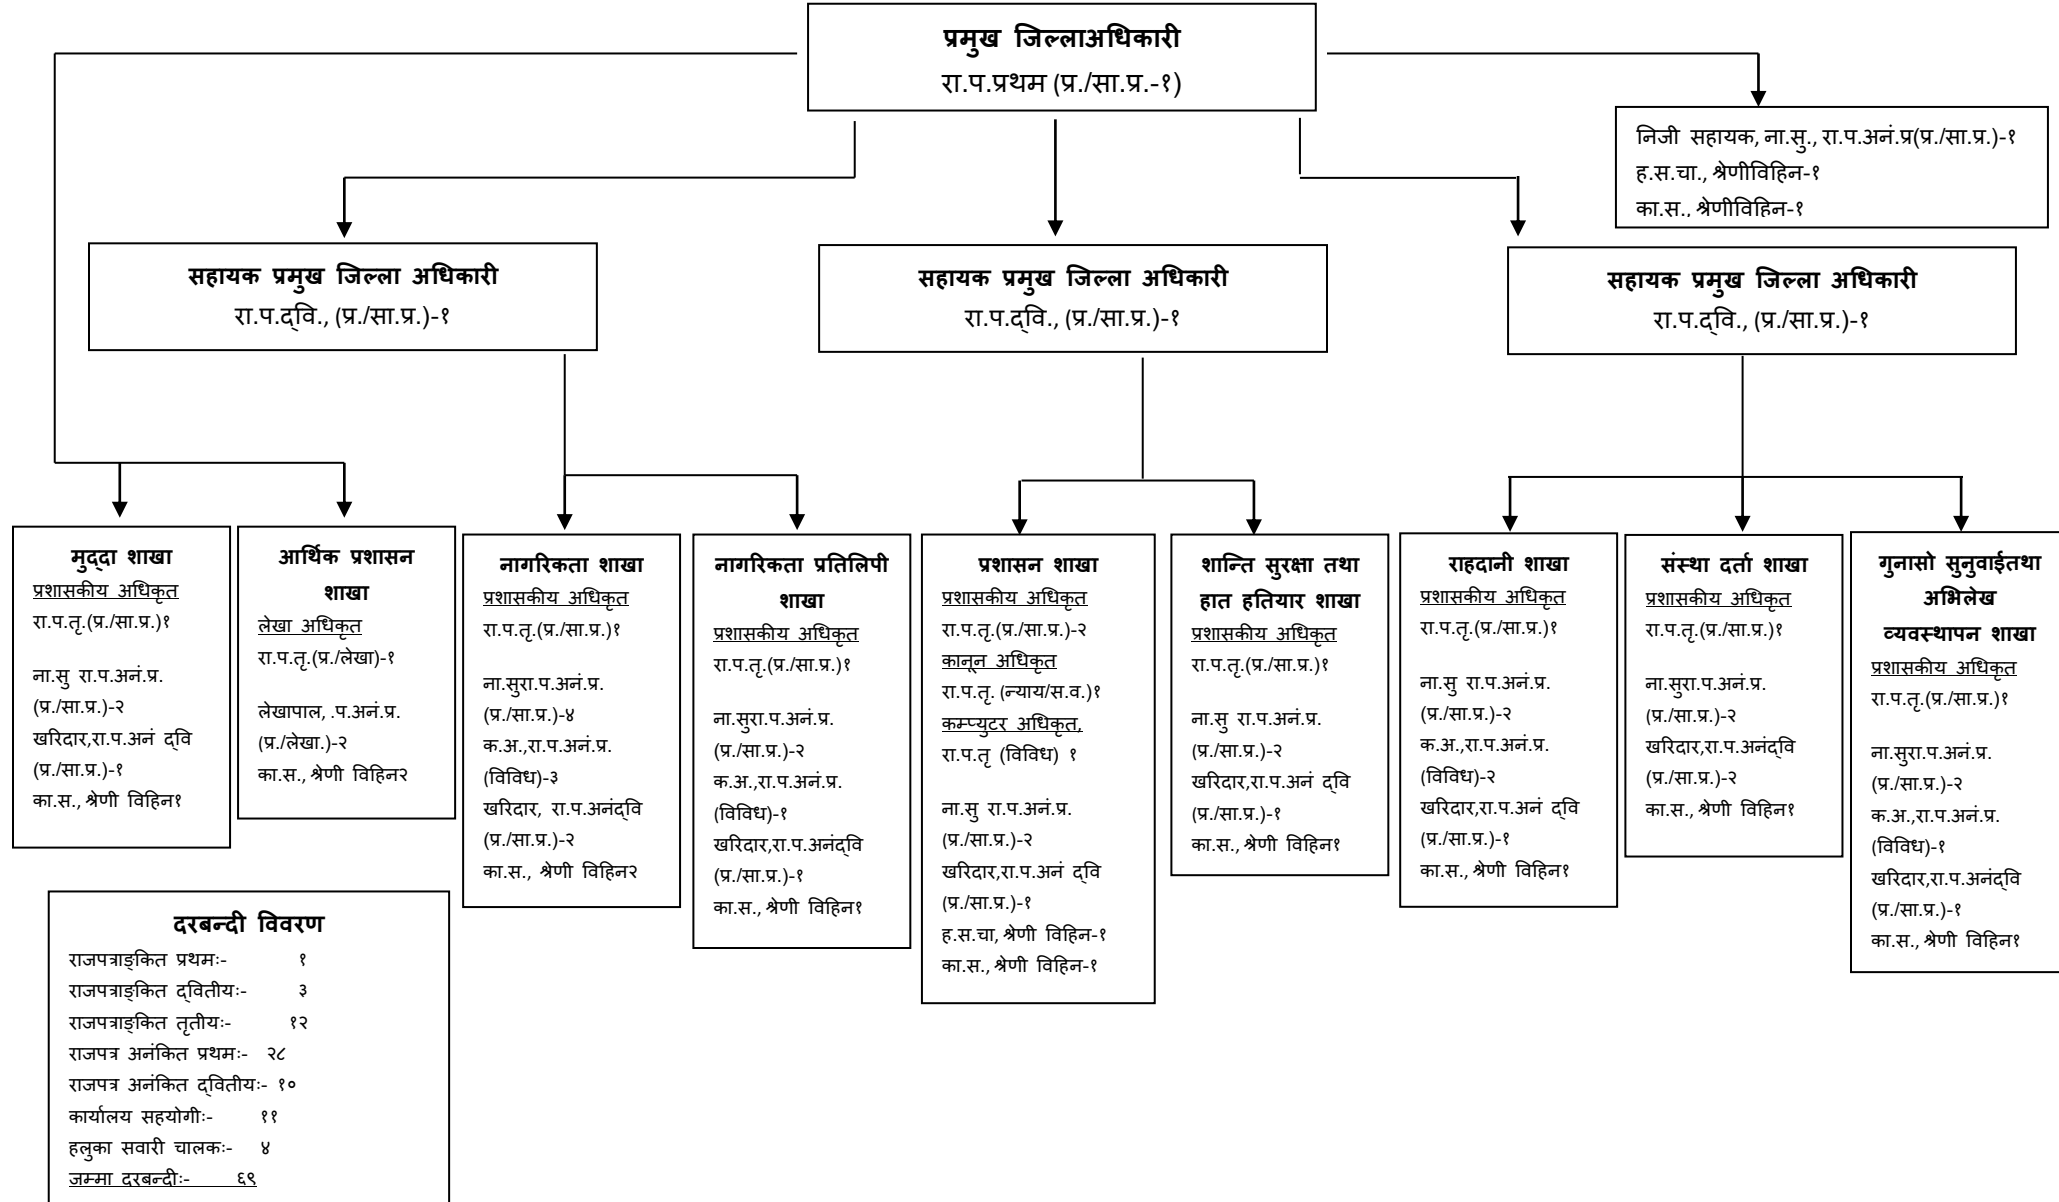 प्रमुख जिल्लाअधिकारी
रा.प.प्रथम (प्र./सा.प्र.-१)
निजी सहायक, ना.सु., रा.प.अनं.प्र(प्र./सा.प्र.)-१
ह.स.चा., श्रेणीविहिन-१
का.स., श्रेणीविहिन-१
सहायक प्रमुख जिल्ला अधिकारी
रा.प.द्वि., (प्र./सा.प्र.)-१
सहायक प्रमुख जिल्ला अधिकारी
रा.प.द्वि., (प्र./सा.प्र.)-१
सहायक प्रमुख जिल्ला अधिकारी
रा.प.द्वि., (प्र./सा.प्र.)-१
मुद्दा शाखा
प्रशासकीय अधिकृत
रा.प.तृ.(प्र./सा.प्र.)१
ना.सु रा.प.अनं.प्र.
(प्र./सा.प्र.)-२
खरिदार,रा.प.अनं द्वि
(प्र./सा.प्र.)-१
का.स., श्रेणी विहिन१
आर्थिक प्रशासन
शाखा
लेखा अधिकृत
रा.प.तृ.(प्र./लेखा)-१
लेखापाल, .प.अनं.प्र.
(प्र./लेखा.)-२
का.स., श्रेणी विहिन२
नागरिकता शाखा
प्रशासकीय अधिकृत
रा.प.तृ.(प्र./सा.प्र.)१
ना.सुरा.प.अनं.प्र.
(प्र./सा.प्र.)-४
क.अ.,रा.प.अनं.प्र.
(विविध)-३
खरिदार, रा.प.अनंद्वि
(प्र./सा.प्र.)-२
का.स., श्रेणी विहिन२
नागरिकता प्रतिलिपी
शाखा
प्रशासकीय अधिकृत
रा.प.तृ.(प्र./सा.प्र.)१
ना.सुरा.प.अनं.प्र.
(प्र./सा.प्र.)-२
क.अ.,रा.प.अनं.प्र.
(विविध)-१
खरिदार,रा.प.अनंद्वि
(प्र./सा.प्र.)-१
का.स., श्रेणी विहिन१
प्रशासन शाखा
प्रशासकीय अधिकृत
रा.प.तृ.(प्र./सा.प्र.)-२
कानून अधिकृत
रा.प.तृ. (न्याय/स.व.)१
कम्प्युटर अधिकृत,
रा.प.तृ (विविध) १
ना.सु रा.प.अनं.प्र.
(प्र./सा.प्र.)-२
खरिदार,रा.प.अनं द्वि
(प्र./सा.प्र.)-१
ह.स.चा, श्रेणी विहिन-१
का.स., श्रेणी विहिन-१
शान्ति सुरक्षा तथा
हात हतियार शाखा
प्रशासकीय अधिकृत
रा.प.तृ.(प्र./सा.प्र.)१
ना.सु रा.प.अनं.प्र.
(प्र./सा.प्र.)-२
खरिदार,रा.प.अनं द्वि
(प्र./सा.प्र.)-१
का.स., श्रेणी विहिन१
राहदानी शाखा
प्रशासकीय अधिकृत
रा.प.तृ.(प्र./सा.प्र.)१
ना.सु रा.प.अनं.प्र.
(प्र./सा.प्र.)-२
क.अ.,रा.प.अनं.प्र.
(विविध)-२
खरिदार,रा.प.अनं द्वि
(प्र./सा.प्र.)-१
का.स., श्रेणी विहिन१
संस्था दर्ता शाखा
प्रशासकीय अधिकृत
रा.प.तृ.(प्र./सा.प्र.)१
ना.सुरा.प.अनं.प्र.
(प्र./सा.प्र.)-२
खरिदार,रा.प.अनंद्वि
(प्र./सा.प्र.)-२
का.स., श्रेणी विहिन१
गुनासो सुनुवाईतथा
अभिलेख
व्यवस्थापन शाखा
प्रशासकीय अधिकृत
रा.प.तृ.(प्र./सा.प्र.)१
ना.सुरा.प.अनं.प्र.
(प्र./सा.प्र.)-२
क.अ.,रा.प.अनं.प्र.
(विविध)-१
खरिदार,रा.प.अनंद्वि
(प्र./सा.प्र.)-१
का.स., श्रेणी विहिन१
दरबन्दी विवरण
राजपत्राङ्कित प्रथमः- १
राजपत्राङ्कित द्वितीयः- ३
राजपत्राङ्कित तृतीयः- १२
राजपत्र अनंकित प्रथमः- २८
राजपत्र अनंकित द्वितीयः- १०
कार्यालय सहयोगीः- ११
हलुका सवारी चालकः- ४
जम्मा दरबन्दीः- ६९